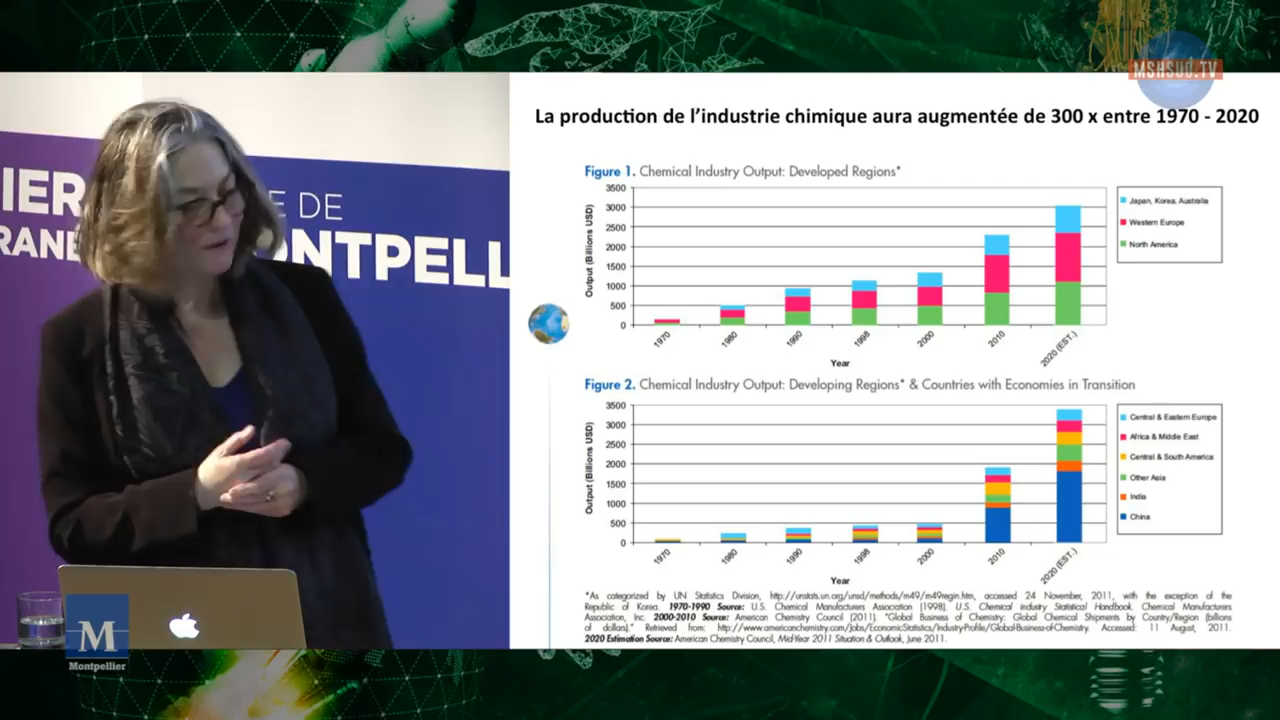 MSHSUD.TV
IER
RANE
E DE
ONTPELL
M
Montpellier
La production de l’industrie chimique aura augmentée de 300 x entre 1970 - 2020
Figure 1. Chemical Industry Output: Developed Regions*
Output (Billions USD)
3500
3000
2500
2000
1500
1000
500
0
1970
1980
1990
1998
2000
2010
2020 (EST.)
Year
Japan, Korea, Australia
Western Europe
North America
Figure 2. Chemical Industry Output: Developing Regions* & Countries with Economies in Transition
Output (Billions USD)
3500
3000
2500
2000
1500
1000
500
0
1970
1980
1990
1998
2000
2010
2020 (EST.)
Year
Central & Eastern Europe
Africa & Middle East
Central & South America
Other Asia
India
China
*As categorized by UN Statistics Division, http://unstats.un.org/unsd/methods/m49/m49regin.htm, accessed 24 November, 2011, with the exception of the
Republic of Korea. 1970-1990 Source: U.S. Chemical Manufacturers Association (1998). U.S. Chemical industry Statistical Handbook. Chemical Manufacturers
Association, Inc. 2000-2010 Source: American Chemistry Council (2011). "Global Business of Chemistry: Global Chemical Shipments by Country/Region (billions
of dollars)." Retrieved from: http://www.americanchemistry.com/Jobs/EconomicStatistics/Industry-Profile/Global-Business-of-Chemistry. Accessed: 11 August, 2011.
2020 Estimation Source: American Chemistry Council, Mid-Year 2011 Situation & Outlook, June 2011.